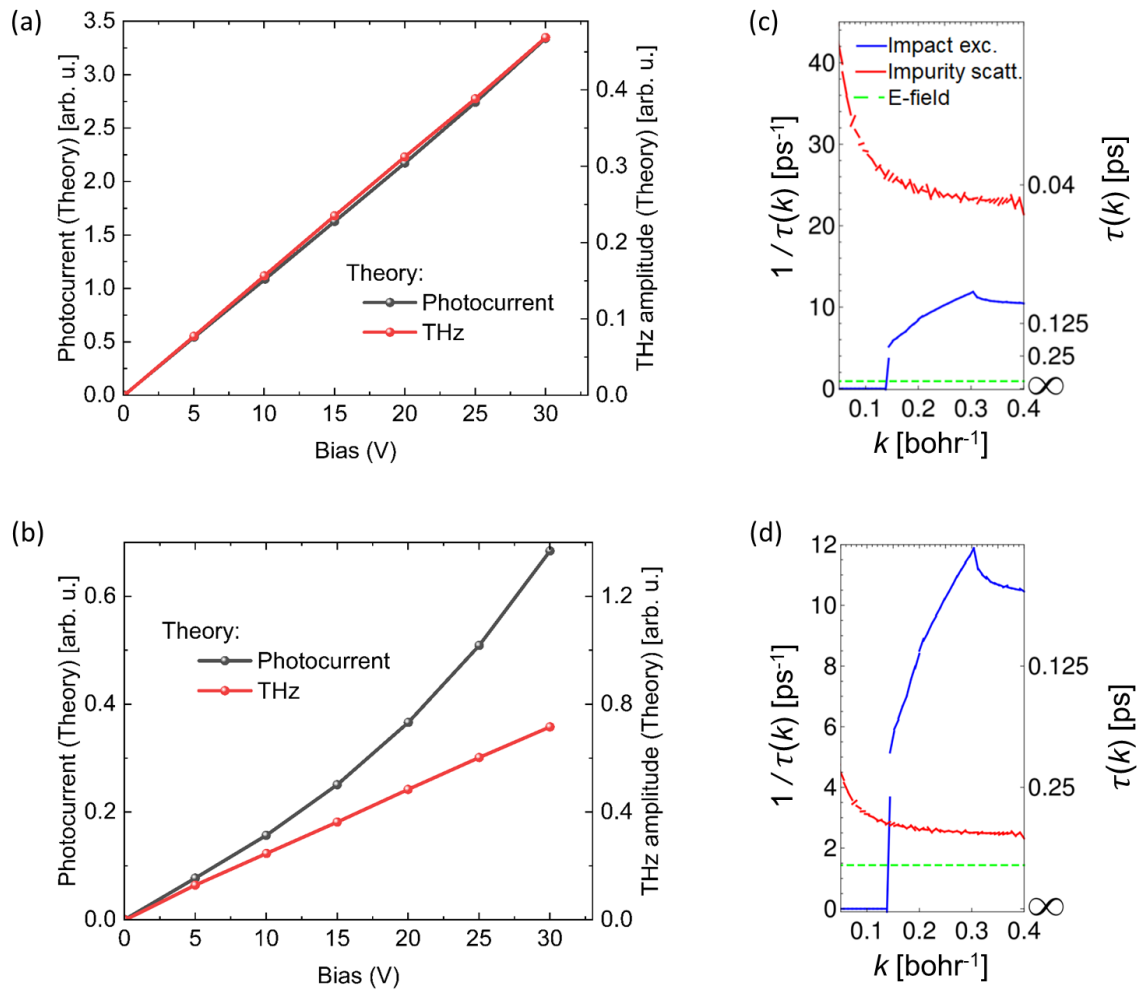 (a)
3.5
3.0
2.5
2.0
1.5
1.0
0.5
0.0
Photocurrent (Theory) [arb. u.]
0.4
0.3
0.2
0.1
0.0
THz amplitude (Theory) [arb. u.]
Theory:
Photocurrent
THz
0 5 10 15 20 25 30
Bias (V)
(c)
40
30
20
10
0
1 / τ(k) [ps-1]
Impact exc.
Impurity scatt.
E-field
0.04
0.125
0.25
∞
τ(k) [ps]
0.1 0.2 0.3 0.4
k [bohr-1]
(b)
0.6
0.4
0.2
0.0
Photocurrent (Theory) [arb. u.]
1.2
0.8
0.4
0.0
THz amplitude (Theory) [arb. u.]
Theory:
Photocurrent
THz
0 5 10 15 20 25 30
Bias (V)
(d)
12
10
8
6
4
2
0
1 / τ(k) [ps-1]
0.125
0.25
∞
τ(k) [ps]
0.1 0.2 0.3 0.4
k [bohr-1]